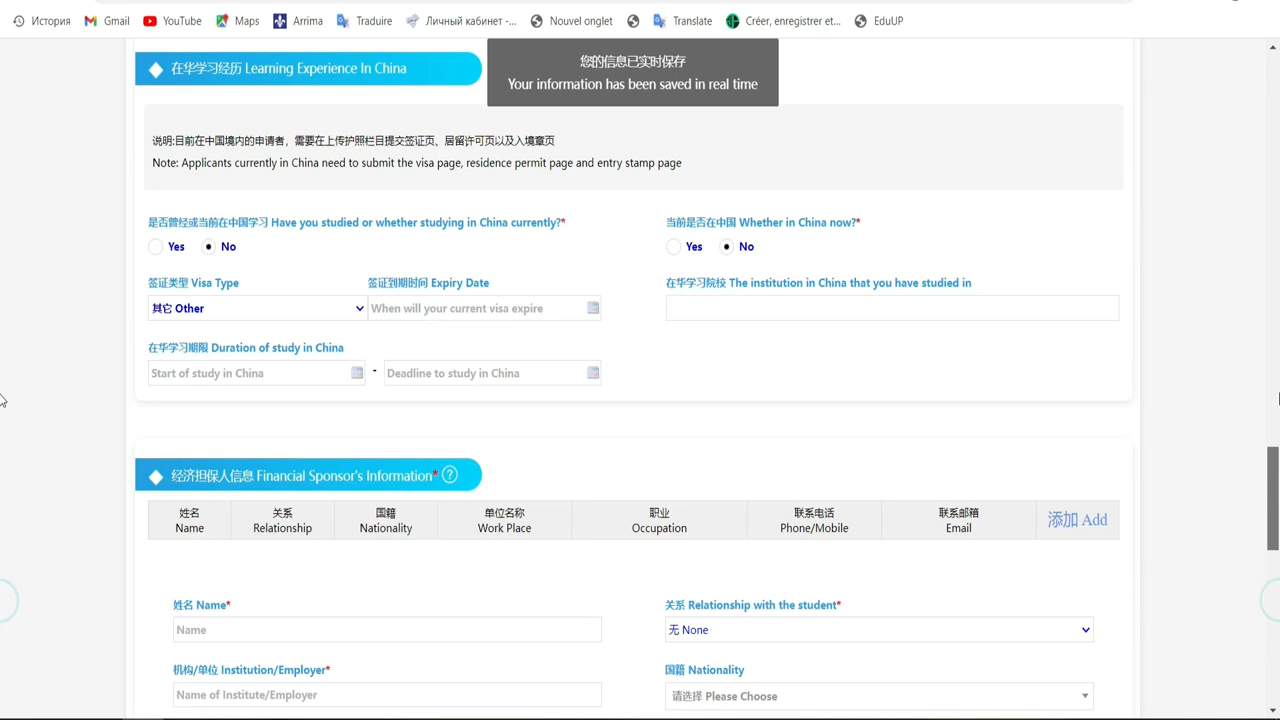 История Gmail YouTube Maps Arrima Traduire Личный кабинет -... Nouvel onglet Translate Créer, enregistrer et... EduUP
您的信息已实时保存
Your information has been saved in real time
在华学习经历 Learning Experience In China
说明:目前在中国境内的申请者，需要在上传护照栏目提交签证页、居留许可页以及入境章页
Note: Applicants currently in China need to submit the visa page, residence permit page and entry stamp page
是否曾经或当前在中国学习 Have you studied or whether studying in China currently?* 当前是否在中国 Whether in China now?*
Yes No Yes No
签证类型 Visa Type 签证到期时间 Expiry Date 在华学习院校 The institution in China that you have studied in
其它 Other When will your current visa expire
在华学习期限 Duration of study in China
Start of study in China - Deadline to study in China
经济担保人信息 Financial Sponsor's Information* ?
姓名 关系 国籍 单位名称 职业 联系电话 联系邮箱 添加 Add
Name Relationship Nationality Work Place Occupation Phone/Mobile Email
姓名 Name* 关系 Relationship with the student*
Name 无 None
机构/单位 Institution/Employer* 国籍 Nationality
Name of Institute/Employer 请选择 Please Choose